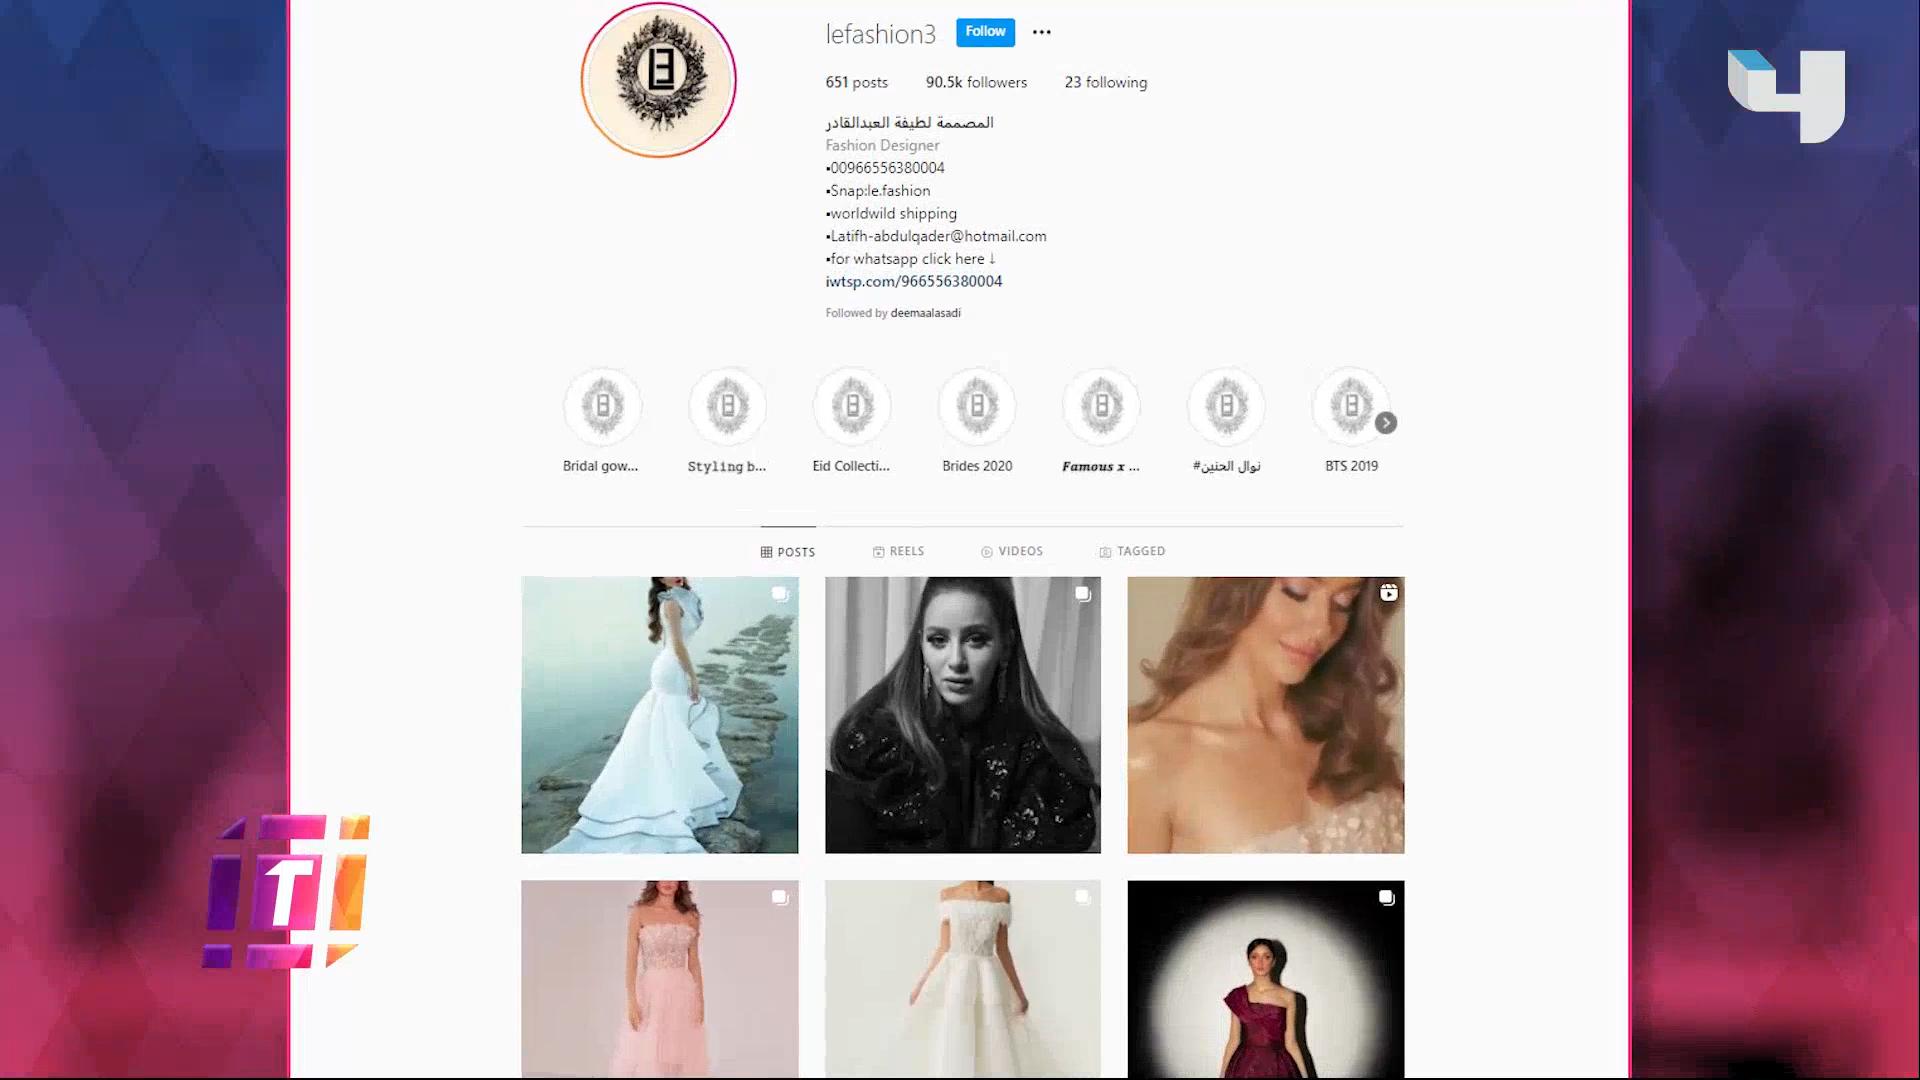 lefashion3 Follow
651 posts 90.5k followers 23 following
المصممة لطيفة العبدالقادر
Fashion Designer
▪00966556380004
▪Snap:le.fashion
▪worldwild shipping
▪Latifh-abdulqader@hotmail.com
▪for whatsapp click here ↓
iwtsp.com/966556380004
Followed by deemaalasadi
Bridal gow... Styling b... Eid Collecti... Brides 2020 Famous x ... #نوال الحنين BTS 2019
POSTS REELS VIDEOS TAGGED
4
T